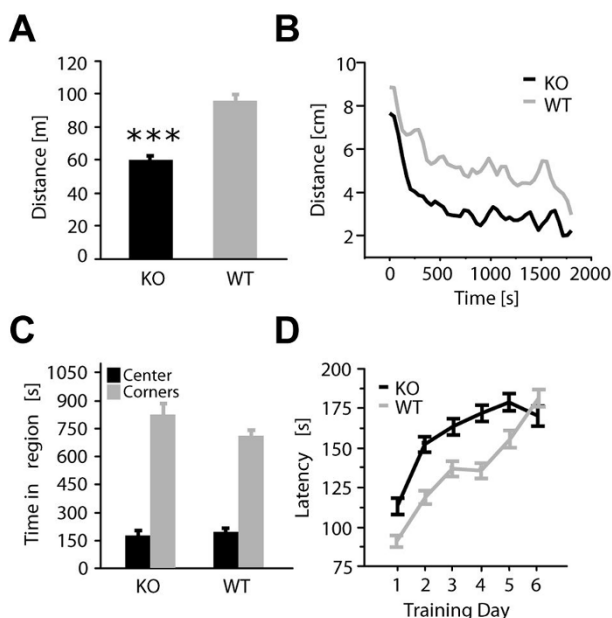 A
Distance [m]
120
100
80
60
40
20
0
***
KO
WT
B
Distance [cm]
10
8
6
4
2
KO
WT
0
500
1000
1500
2000
Time [s]
C
Time in region [s]
1050
900
750
600
450
300
150
0
Center
Corners
KO
WT
D
Latency [s]
200
175
150
125
100
75
KO
WT
1
2
3
4
5
6
Training Day